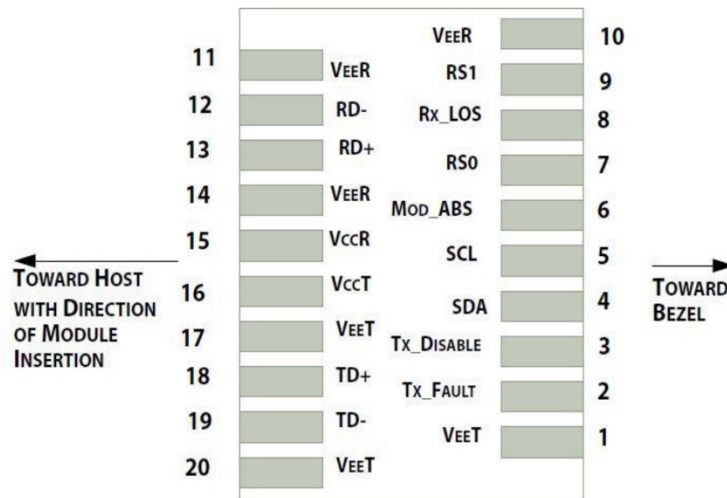 11 VEER
12 RD-
13 RD+
14 VEER
15 VCCR
16 VCCT
17 VEET
18 TD+
19 TD-
20 VEET
TOWARD HOST
WITH DIRECTION
OF MODULE
INSERTION
VEER 10
RS1 9
RX_LOS 8
RS0 7
MOD_ABS 6
SCL 5
SDA 4
TX_DISABLE 3
TX_FAULT 2
VEET 1
TOWARD
BEZEL